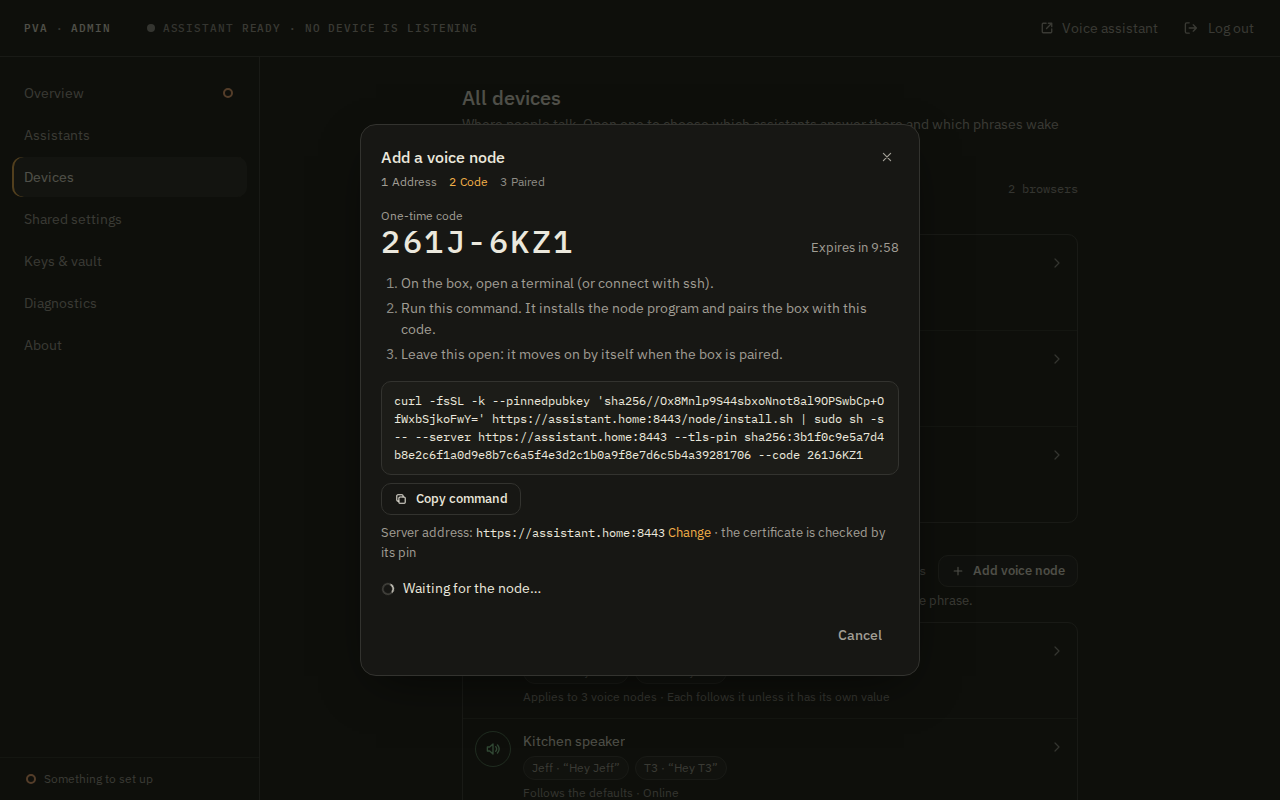 PVA · ADMIN
ASSISTANT READY · NO DEVICE IS LISTENING
Voice assistant
Log out
Overview
Assistants
Devices
Shared settings
Keys & vault
Diagnostics
About
Something to set up
All devices
Where people talk. Open one to choose which assistants answer there and which phrases wake
2 browsers
Add a voice node
1 Address 2 Code 3 Paired
One-time code
261J-6KZ1
Expires in 9:58
1. On the box, open a terminal (or connect with ssh).
2. Run this command. It installs the node program and pairs the box with this
code.
3. Leave this open: it moves on by itself when the box is paired.
curl -fsSL -k --pinnedpubkey 'sha256//Ox8Mnlp9S44sbxoNnot8al9OPSwbCp+O
fWxbSjkoFwY=' https://assistant.home:8443/node/install.sh | sudo sh -s
-- --server https://assistant.home:8443 --tls-pin sha256:3b1f0c9e5a7d4
b8e2c6f1a0d9e8b7c6a5f4e3d2c1b0a9f8e7d6c5b4a39281706 --code 261J6KZ1
Copy command
Server address: https://assistant.home:8443 Change · the certificate is checked by
its pin
Waiting for the node…
Cancel
Add voice node
phrase.
Applies to 3 voice nodes · Each follows it unless it has its own value
Kitchen speaker
Jeff · “Hey Jeff” T3 · “Hey T3”
Follows the defaults · Online